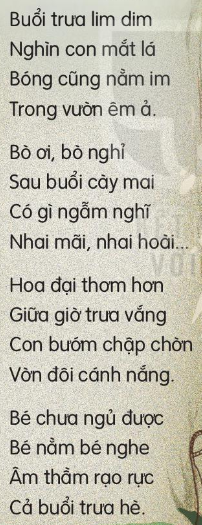 Buổi trưa lim dim
Nghìn con mắt lá
Bóng cũng nằm im
Trong vườn êm ả.
Bò ơi, bò nghỉ
Sau buổi cày mai
Có gì ngẫm nghĩ
Nhai mãi, nhai hoài...
Hoa đại thơm hơn
Giữa giờ trưa vắng
Con bướm chập chờn
Vờn đôi cánh nắng.
Bé chưa ngủ được
Bé nằm bé nghe
Âm thầm rạo rực
Cả buổi trưa hè.